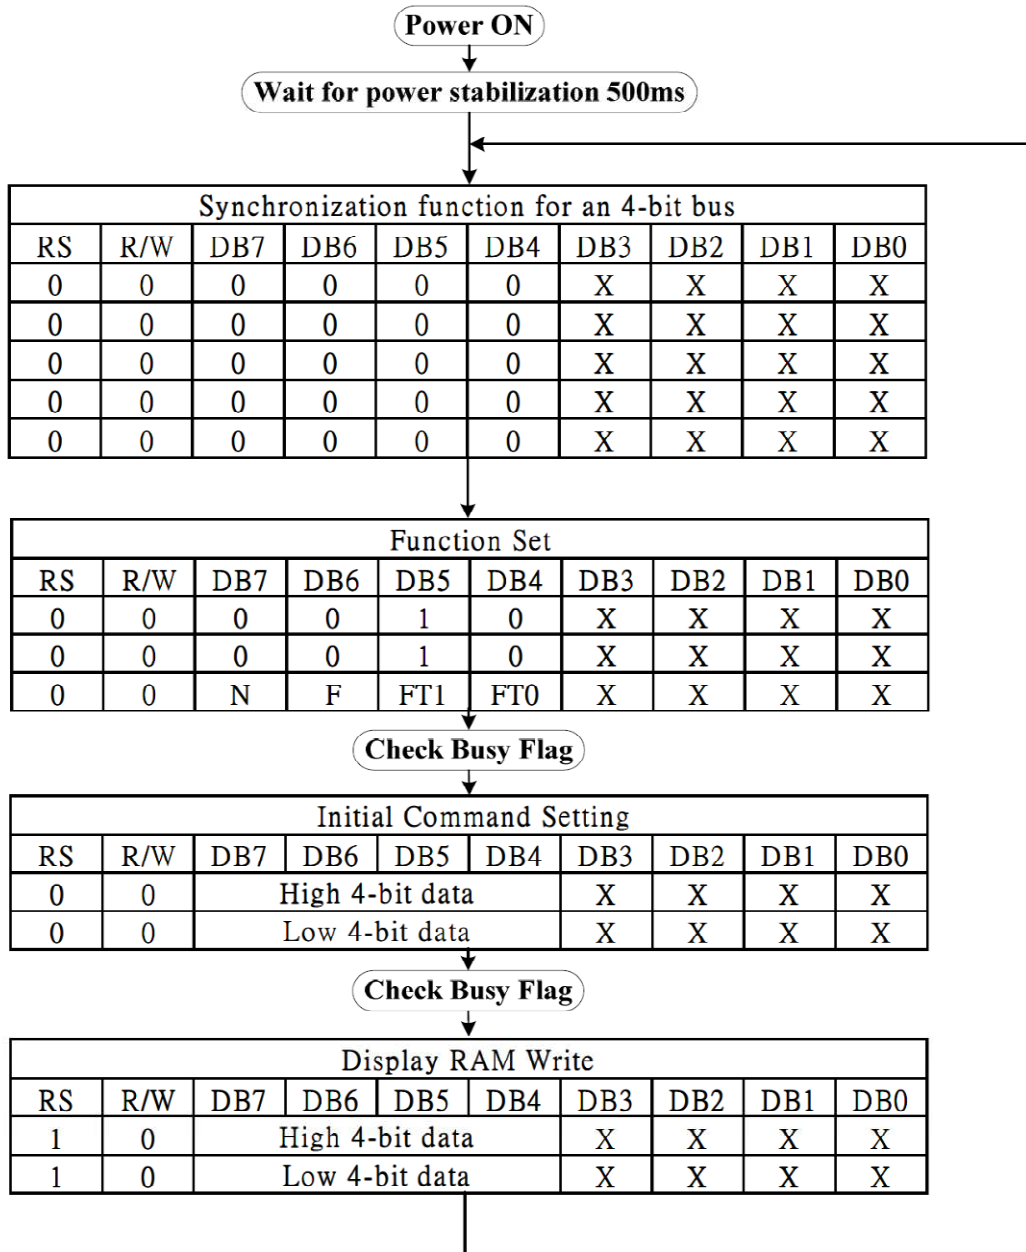 Power ON
Wait for power stabilization 500ms
Synchronization function for an 4-bit bus
RS R/W DB7 DB6 DB5 DB4 DB3 DB2 DB1 DB0
0 0 0 0 0 0 X X X X
0 0 0 0 0 0 X X X X
0 0 0 0 0 0 X X X X
0 0 0 0 0 0 X X X X
0 0 0 0 0 0 X X X X
Function Set
RS R/W DB7 DB6 DB5 DB4 DB3 DB2 DB1 DB0
0 0 0 0 1 0 X X X X
0 0 0 0 1 0 X X X X
0 0 N F FT1 FT0 X X X X
Check Busy Flag
Initial Command Setting
RS R/W DB7 DB6 DB5 DB4 DB3 DB2 DB1 DB0
0 0 High 4-bit data X X X X
0 0 Low 4-bit data X X X X
Check Busy Flag
Display RAM Write
RS R/W DB7 DB6 DB5 DB4 DB3 DB2 DB1 DB0
1 0 High 4-bit data X X X X
1 0 Low 4-bit data X X X X